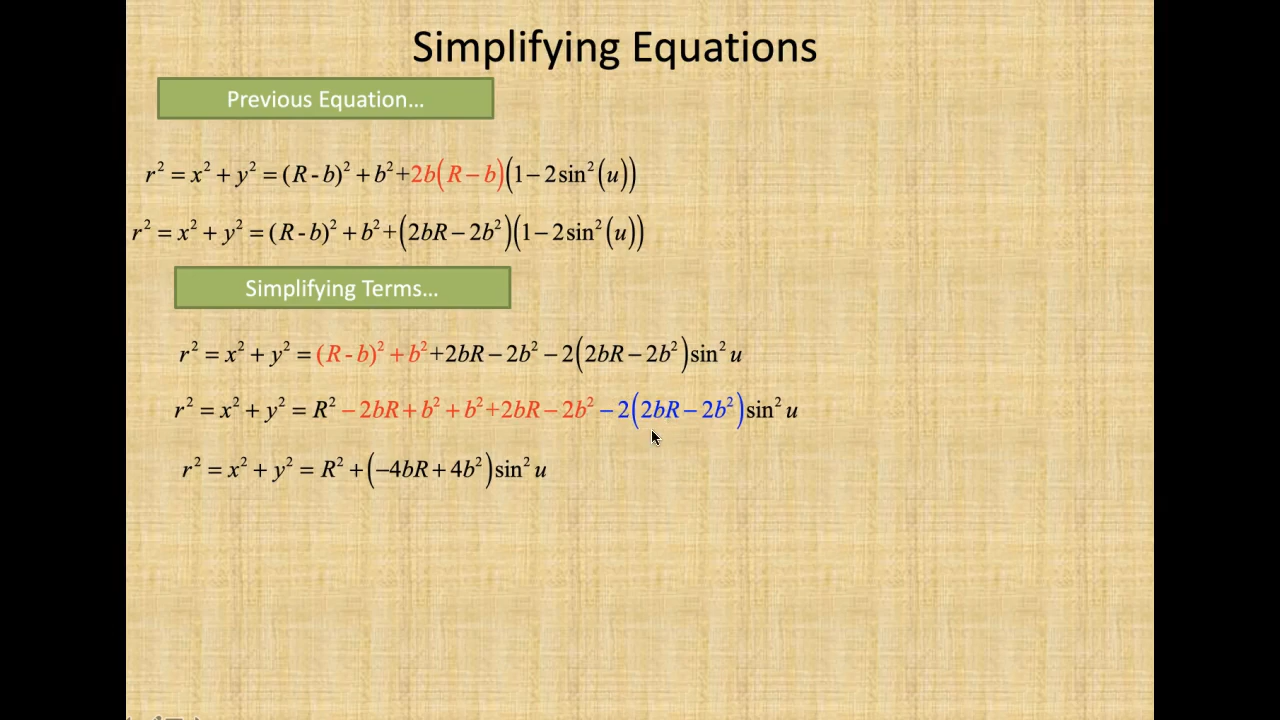 Simplifying Equations
Previous Equation...
r² = x² + y² = (R - b)² + b² + 2b(R − b)(1 − 2sin²(u))
r² = x² + y² = (R - b)² + b² + (2bR − 2b²)(1 − 2sin²(u))
Simplifying Terms...
r² = x² + y² = (R - b)² + b² + 2bR − 2b² − 2(2bR − 2b²)sin² u
r² = x² + y² = R² − 2bR + b² + b² + 2bR − 2b² − 2(2bR − 2b²)sin² u
r² = x² + y² = R² + (−4bR + 4b²)sin² u